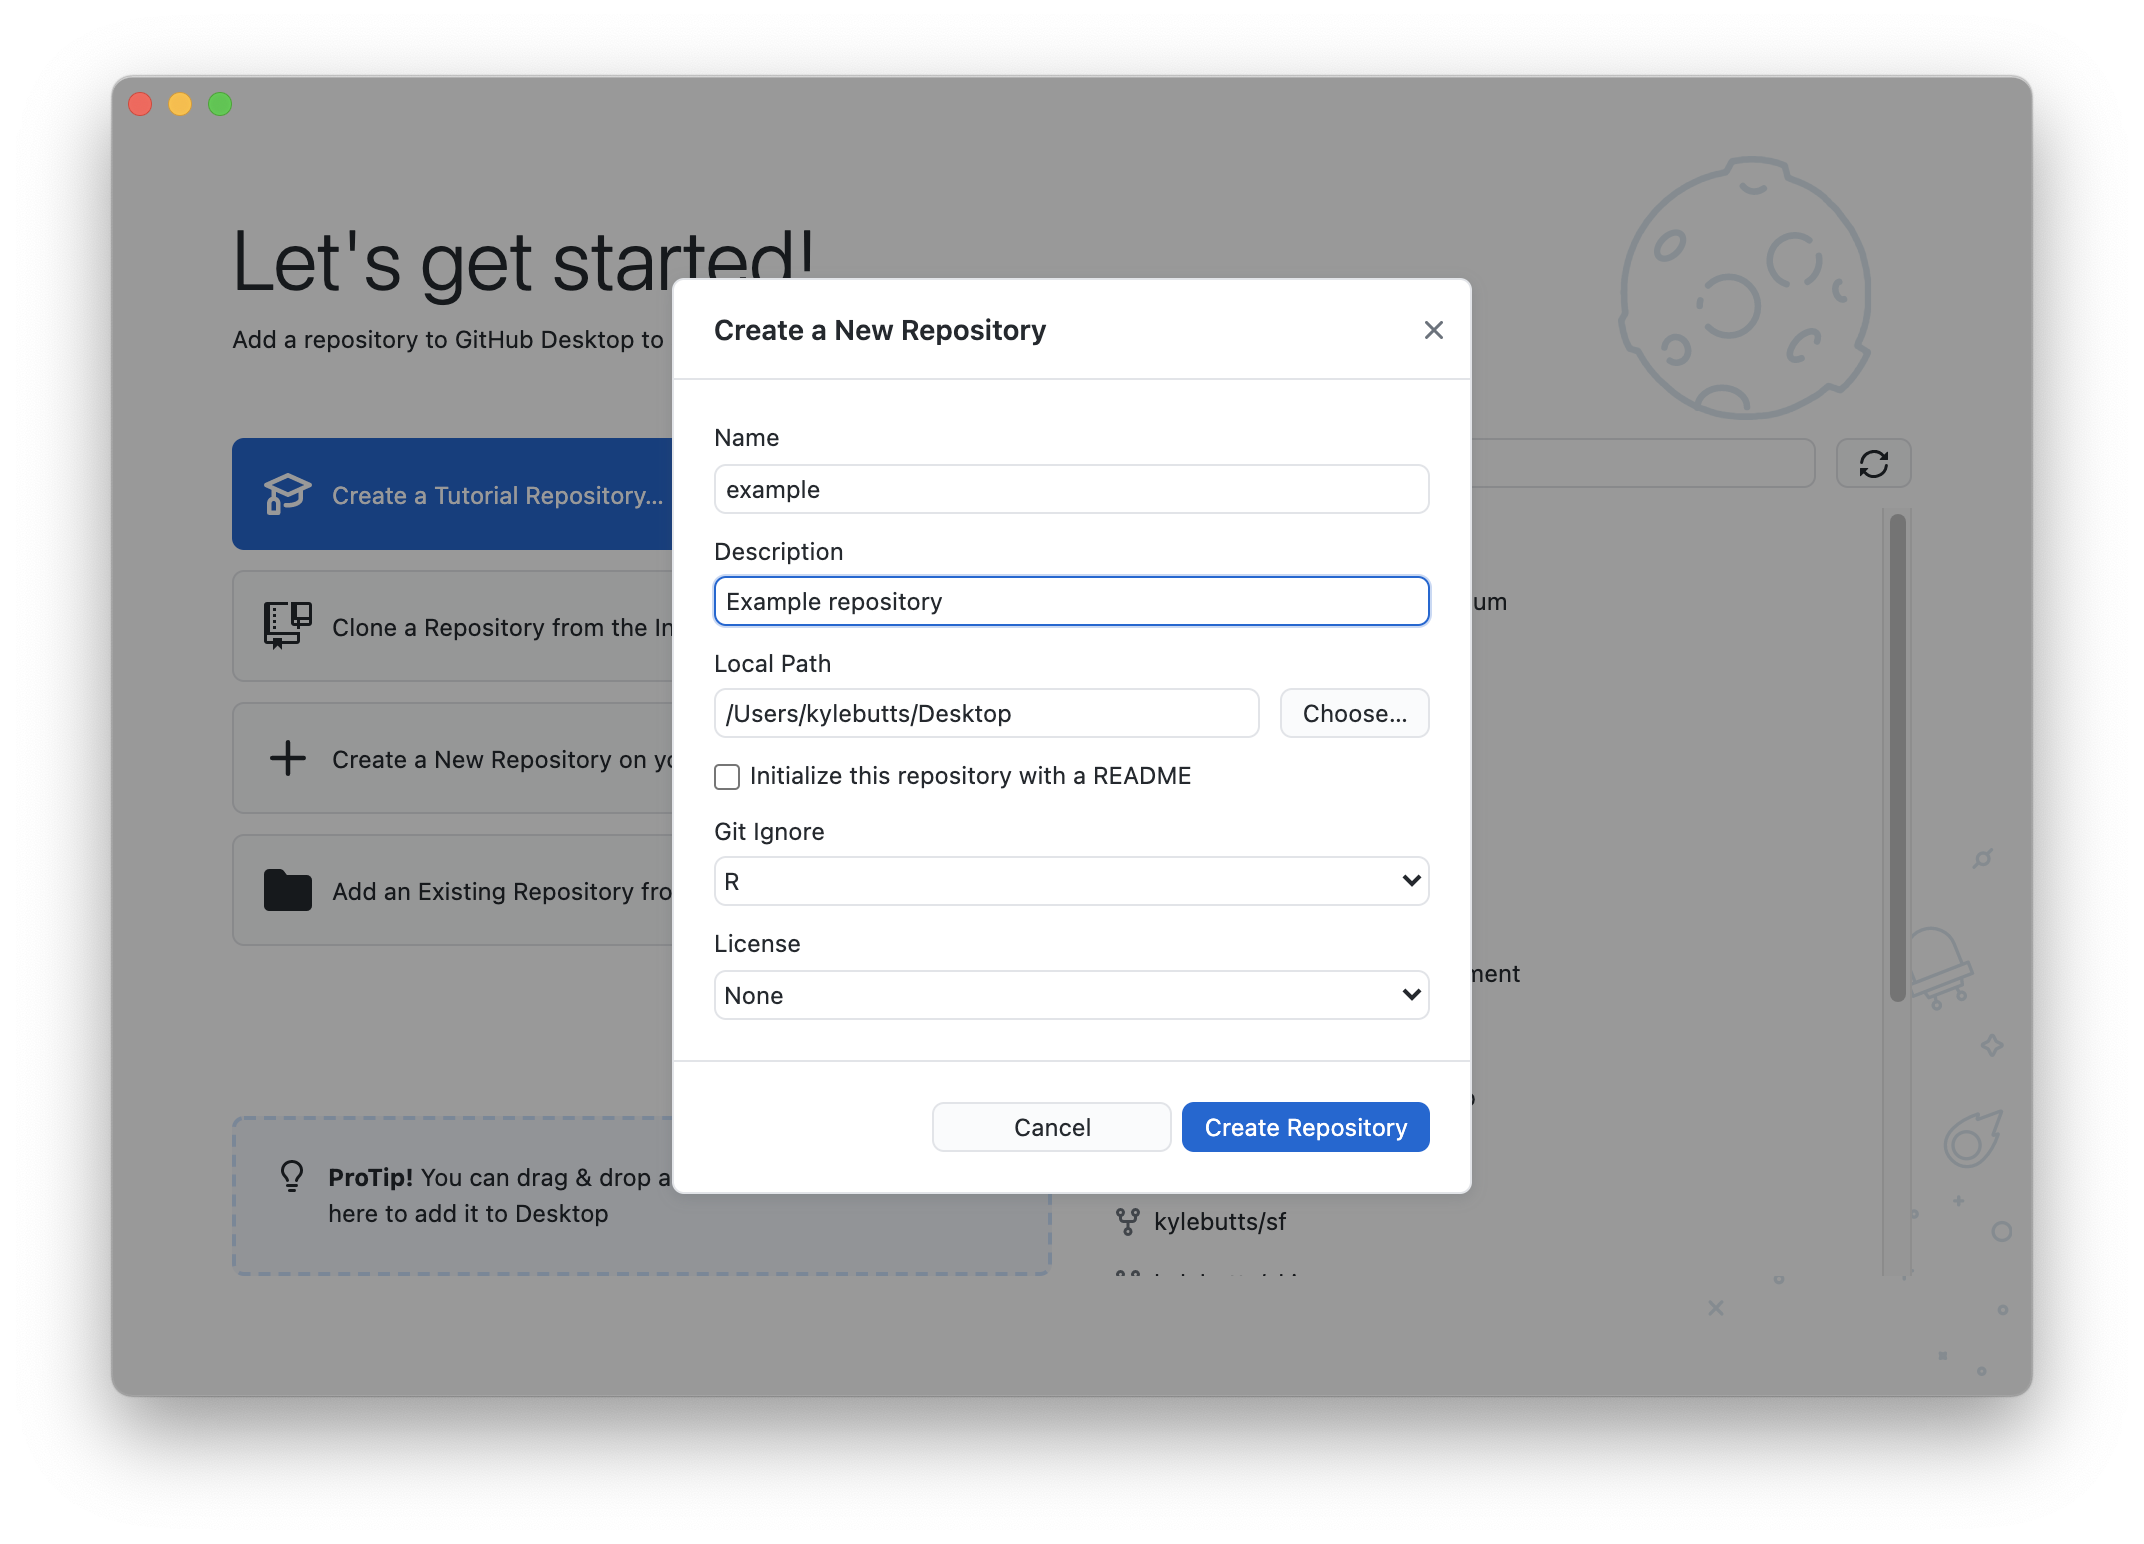 Let's get started!
Add a repository to GitHub Desktop to
Create a Tutorial Repository...
Clone a Repository from the In
Create a New Repository on yo
Add an Existing Repository fro
ProTip! You can drag & drop a
here to add it to Desktop
Create a New Repository
Name
example
Description
Example repository
Local Path
/Users/kylebutts/Desktop
Choose...
Initialize this repository with a README
Git Ignore
R
License
None
Cancel
Create Repository
um
ment
kylebutts/sf